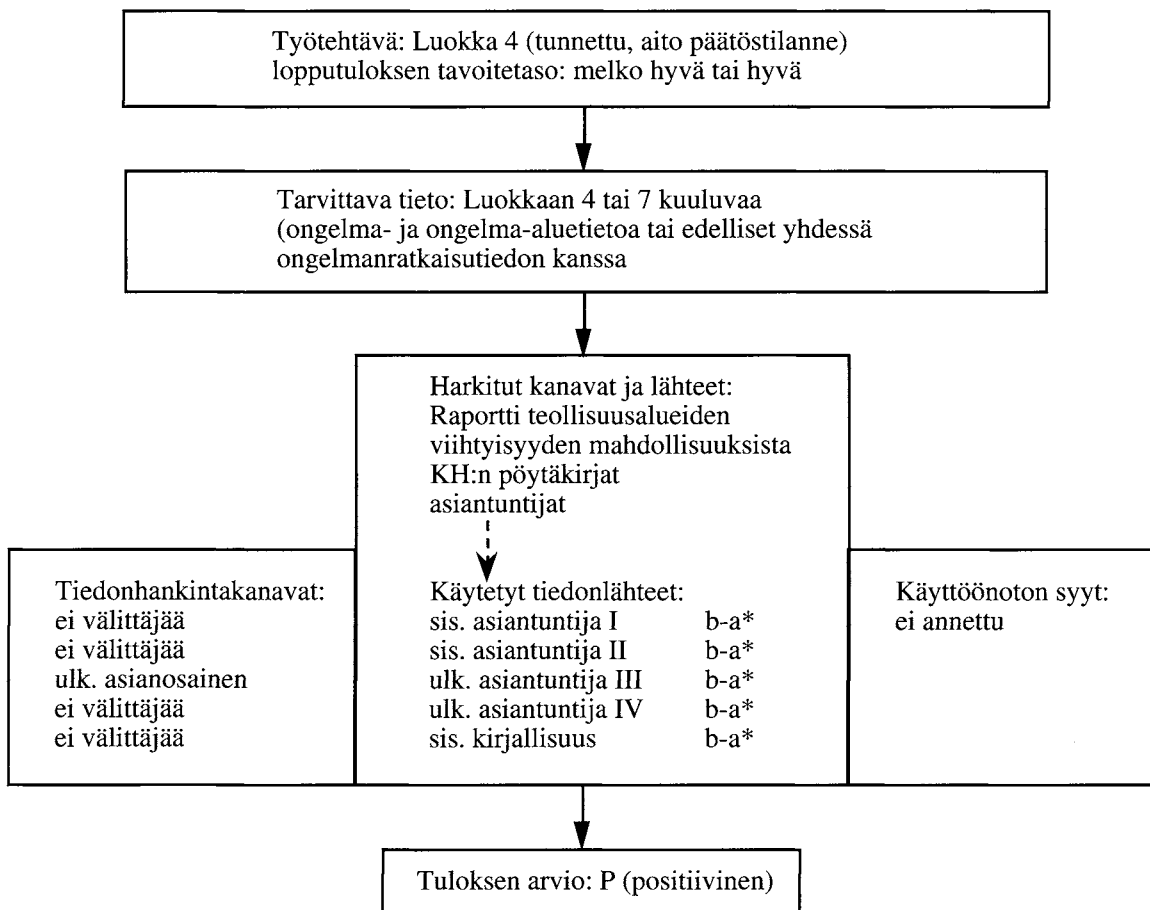 Työtehtävä: Luokka 4 (tunnettu, aito päätöstilanne)
lopputuloksen tavoitetaso: melko hyvä tai hyvä
Tarvittava tieto: Luokkaan 4 tai 7 kuuluvaa
(ongelma- ja ongelma-aluetietoa tai edelliset yhdessä
ongelmanratkaisutiedon kanssa
Harkitut kanavat ja lähteet:
Raportti teollisuusalueiden
viihtyisyyden mahdollisuuksista
KH:n pöytäkirjat
asiantuntijat
Tiedonhankintakanavat:
ei välittäjää
ei välittäjää
ulk. asianosainen
ei välittäjää
ei välittäjää
Käytetyt tiedonlähteet:
sis. asiantuntija I b-a*
sis. asiantuntija II b-a*
ulk. asiantuntija III b-a*
ulk. asiantuntija IV b-a*
sis. kirjallisuus b-a*
Käyttöönoton syyt:
ei annettu
Tuloksen arvio: P (positiivinen)